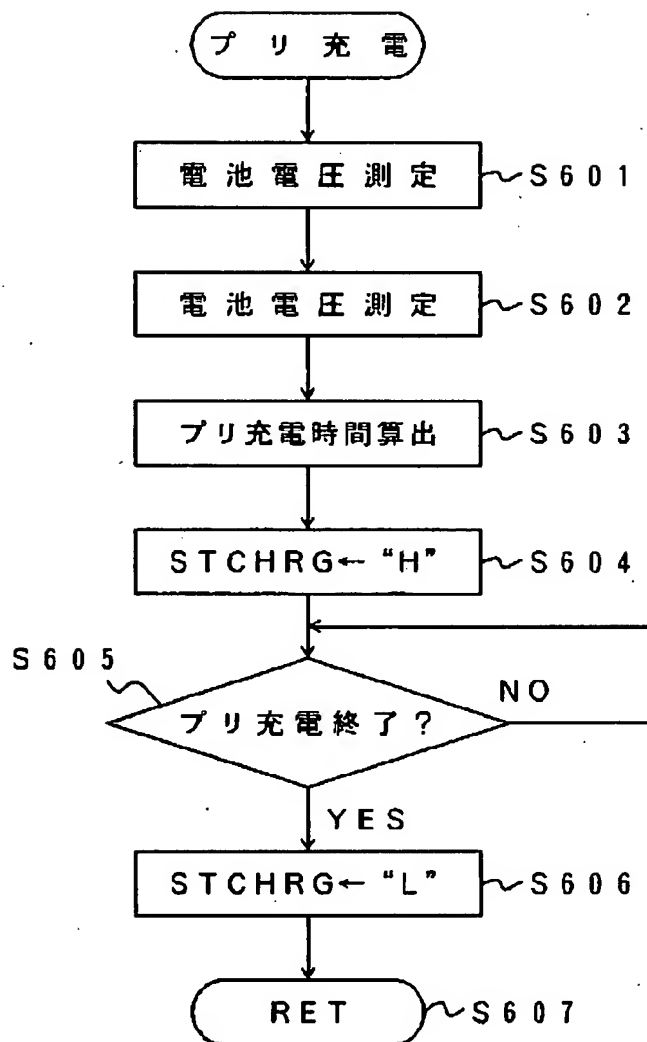 プリ充電
電池電圧測定 S601
電池電圧測定 S602
プリ充電時間算出 S603
STCHRG←“H” S604
S605
プリ充電終了? NO
YES
STCHRG←“L” S606
RET S607